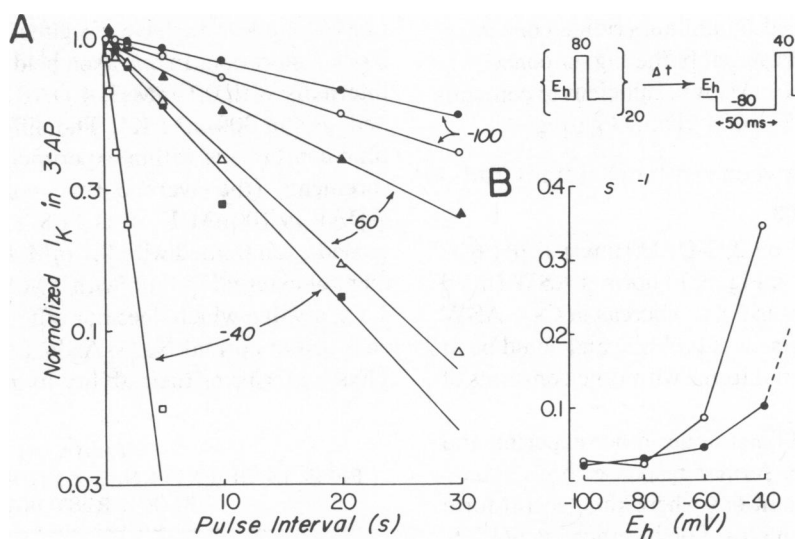 A
Normalized I_K in 3-AP
1.0
0.3
0.1
0.03
-100
-60
-40
10
20
30
Pulse Interval (s)
80
E_h
-20
Δt
E_h
-80
40
50 ms
B
s -1
0.4
0.3
0.2
0.1
-100 -80 -60 -40
E_h (mV)